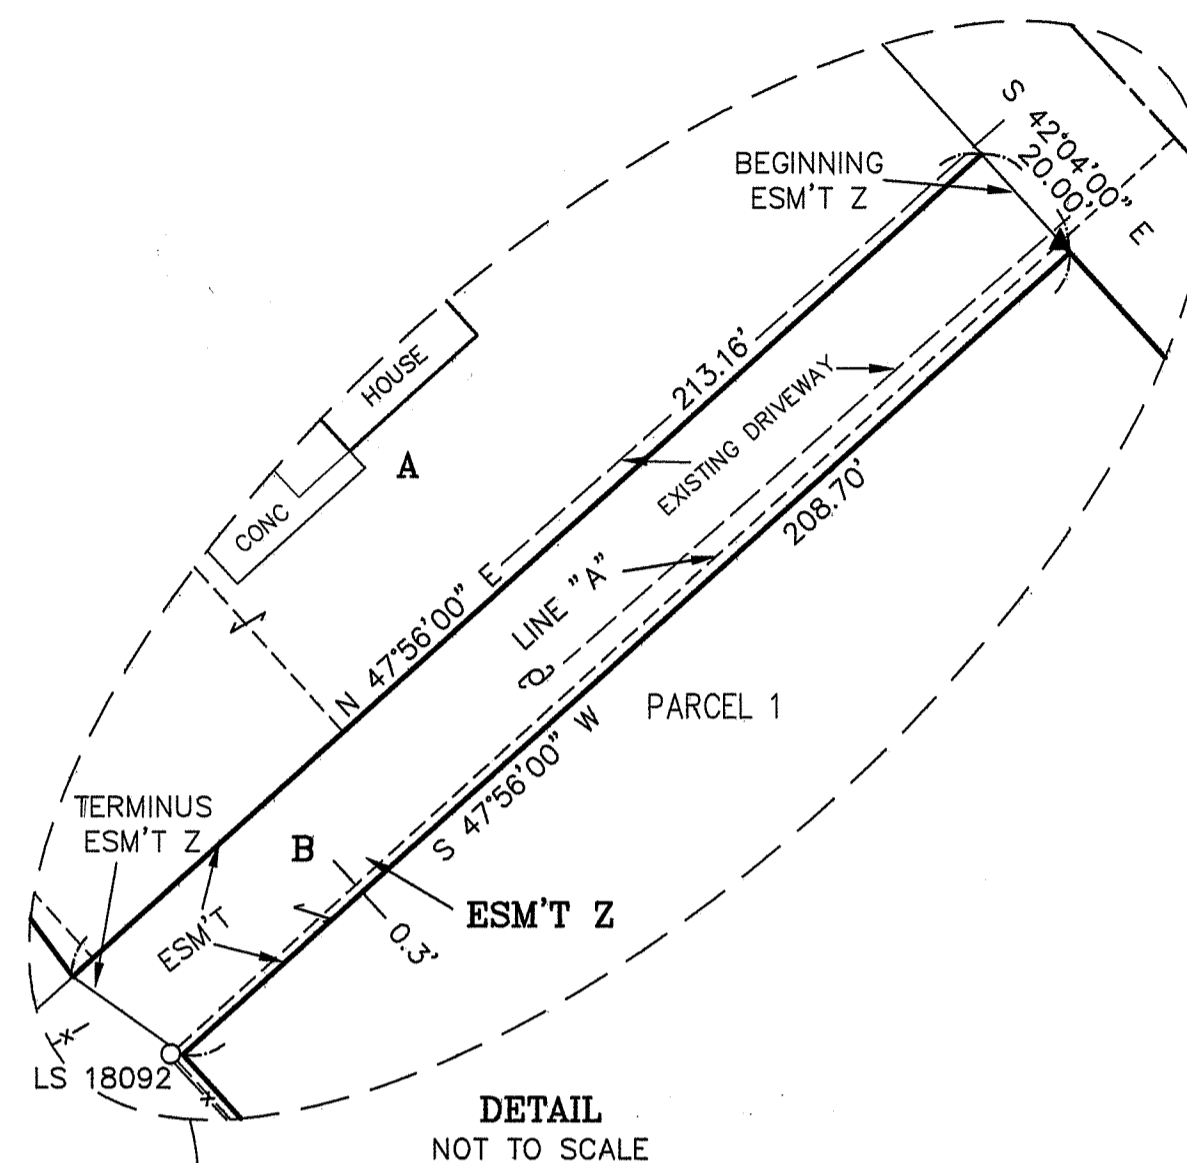 S 42°04'00" E
20.00'
BEGINNING
ESM'T Z
HOUSE
213.16'
A
EXISTING DRIVEWAY
CONC
208.70'
LINE "A"
N 47°56'00" E
PARCEL 1
S 47°56'00" W
TERMINUS
ESM'T Z
B
ESM'T Z
ESM'T
0.3'
x
LS 18092
x
DETAIL
NOT TO SCALE